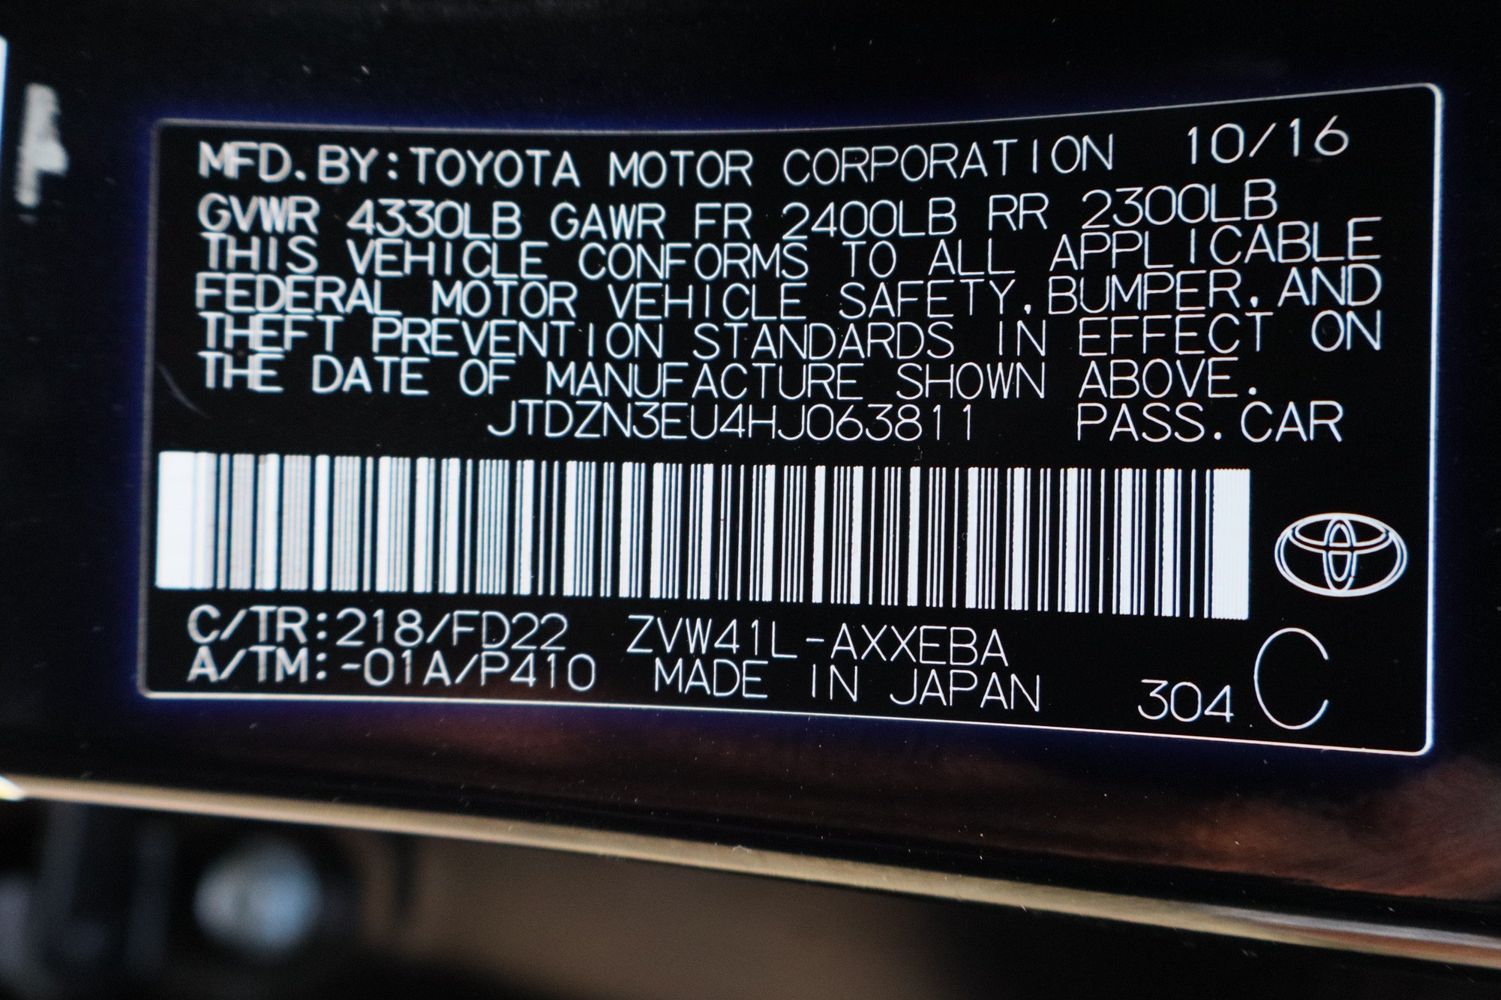 MFD.BY:TOYOTA MOTOR CORPORATION 10/16
GVWR 4330LB GAWR FR 2400LB RR 2300LB
THIS VEHICLE CONFORMS TO ALL APPLICABLE
FEDERAL MOTOR VEHICLE SAFETY,BUMPER,AND
THEFT PREVENTION STANDARDS IN EFFECT ON
THE DATE OF MANUFACTURE SHOWN ABOVE.
JTDZN3EU4HJ063811 PASS.CAR
C/TR:218/FD22 ZVW41L-AXXEBA
A/TM:-01A/P410 MADE IN JAPAN 304 C